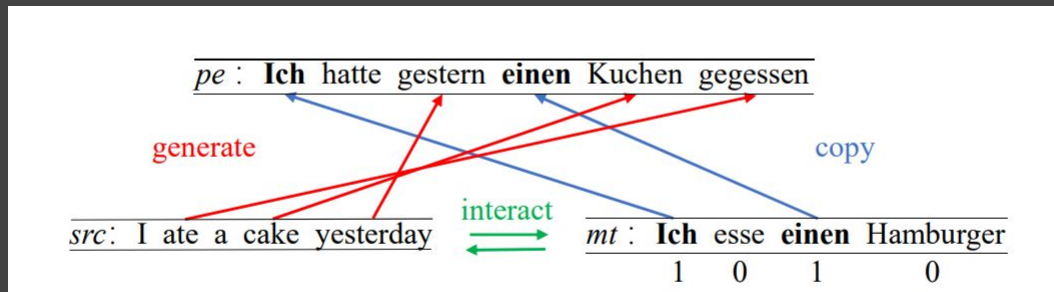 pe : Ich hatte gestern einen Kuchen gegessen
generate
copy
interact
src: I ate a cake yesterday
mt : Ich esse einen Hamburger
1 0 1 0